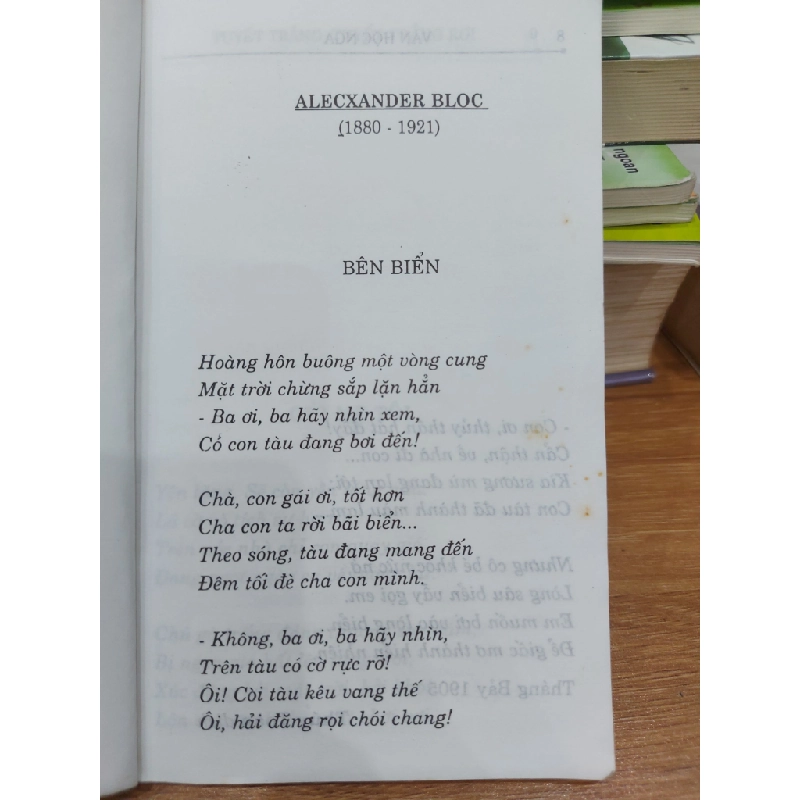 ALECXANDER BLOC
(1880 - 1921)
BÊN BIỂN
Hoàng hôn buông một vòng cung
Mặt trời chừng sắp lặn hẳn
- Ba ơi, ba hãy nhìn xem,
Có con tàu đang bơi đến!
Chà, con gái ơi, tốt hơn
Cha con ta rời bãi biển...
Theo sóng, tàu đang mang đến
Đêm tối đè cha con mình.
- Không, ba ơi, ba hãy nhìn,
Trên tàu có cờ rực rỡ!
Ôi! Còi tàu kêu vang thế
Ôi, hải đăng rọi chói chang!
ngcan